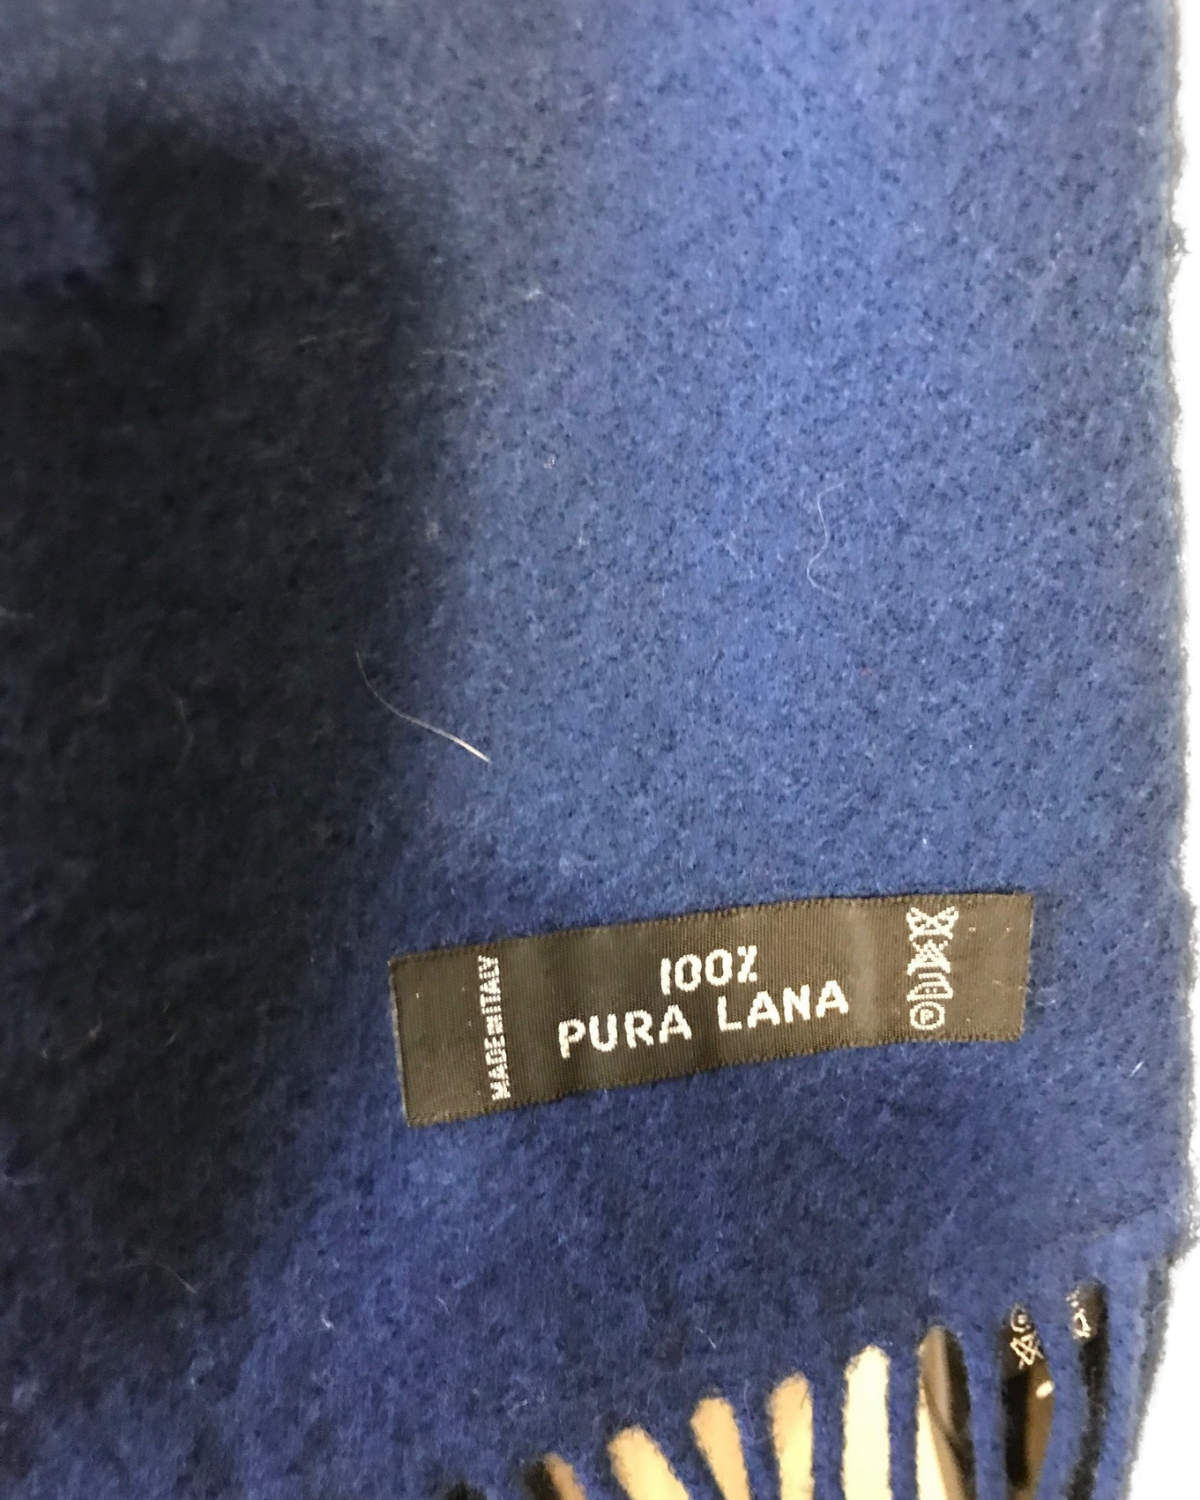 MADE IN ITALY
100%
PURA LANA
P